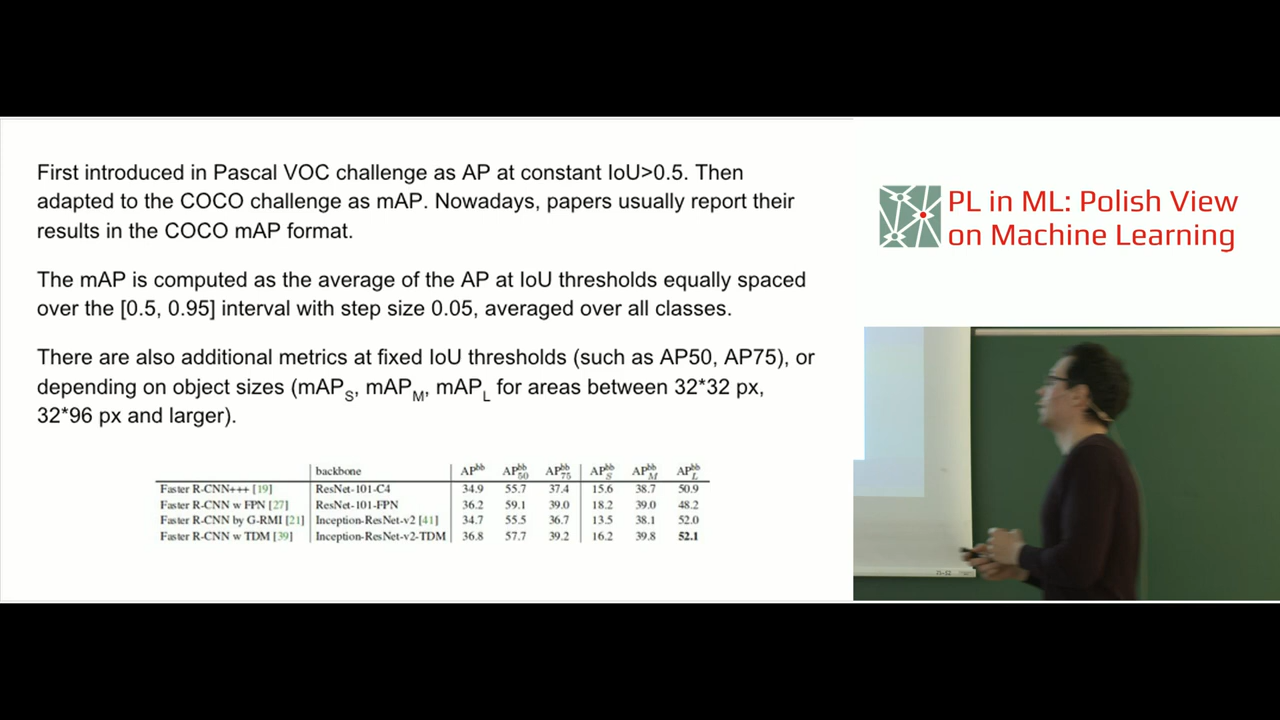 First introduced in Pascal VOC challenge as AP at constant IoU>0.5. Then
adapted to the COCO challenge as mAP. Nowadays, papers usually report their
results in the COCO mAP format.
The mAP is computed as the average of the AP at IoU thresholds equally spaced
over the [0.5, 0.95] interval with step size 0.05, averaged over all classes.
There are also additional metrics at fixed IoU thresholds (such as AP50, AP75), or
depending on object sizes (mAPS, mAPM, mAPL for areas between 32*32 px,
32*96 px and larger).
backbone APbb APbb50 APbb75 APbbS APbbM APbbL
Faster R-CNN+++ [19] ResNet-101-C4 34.9 55.7 37.4 15.6 38.7 50.9
Faster R-CNN w FPN [27] ResNet-101-FPN 36.2 59.1 39.0 18.2 39.0 48.2
Faster R-CNN by G-RMI [21] Inception-ResNet-v2 [41] 34.7 55.5 36.7 13.5 38.1 52.0
Faster R-CNN w TDM [39] Inception-ResNet-v2-TDM 36.8 57.7 39.2 16.2 39.8 52.1
PL in ML: Polish View
on Machine Learning